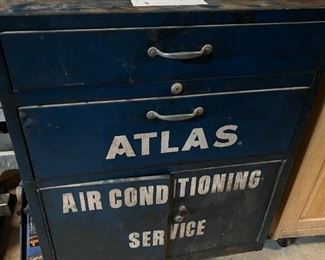 ATLAS
AIR CONDITIONING
SERVICE